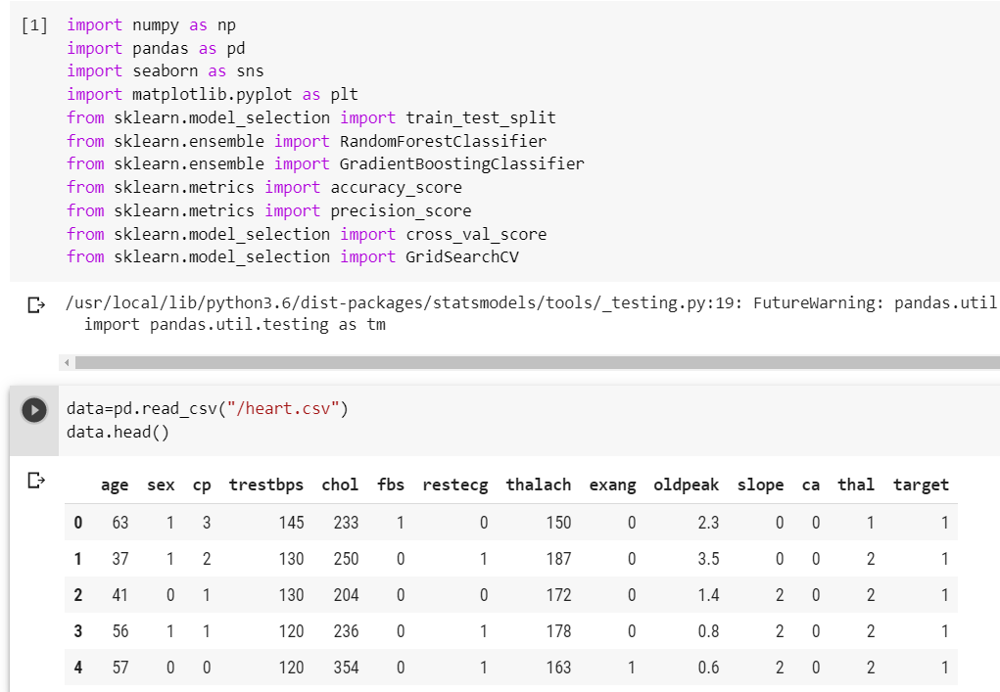 [1] import numpy as np
import pandas as pd
import seaborn as sns
import matplotlib.pyplot as plt
from sklearn.model_selection import train_test_split
from sklearn.ensemble import RandomForestClassifier
from sklearn.ensemble import GradientBoostingClassifier
from sklearn.metrics import accuracy_score
from sklearn.metrics import precision_score
from sklearn.model_selection import cross_val_score
from sklearn.model_selection import GridSearchCV
/usr/local/lib/python3.6/dist-packages/statsmodels/tools/_testing.py:19: FutureWarning: pandas.util
import pandas.util.testing as tm
data=pd.read_csv("/heart.csv")
data.head()
age sex cp trestbps chol fbs restecg thalach exang oldpeak slope ca thal target
0 63 1 3 145 233 1 0 150 0 2.3 0 0 1 1
1 37 1 2 130 250 0 1 187 0 3.5 0 0 2 1
2 41 0 1 130 204 0 0 172 0 1.4 2 0 2 1
3 56 1 1 120 236 0 1 178 0 0.8 2 0 2 1
4 57 0 0 120 354 0 1 163 1 0.6 2 0 2 1